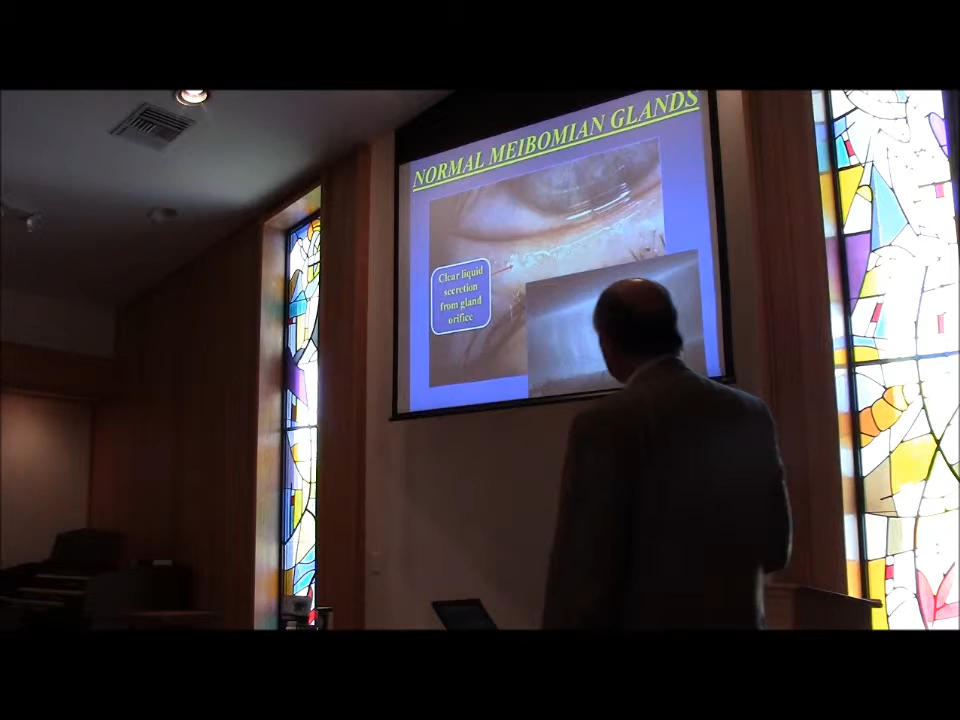 NORMAL MEIBOMIAN GLANDS
Clear liquid
secretion
from gland
orifice